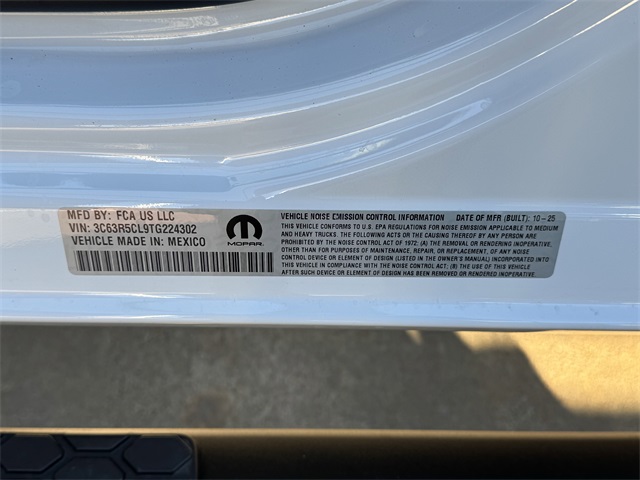 MFD BY: FCA US LLC
VIN: 3C63R5CL9TG224302
VEHICLE MADE IN: MEXICO
MOPAR
VEHICLE NOISE EMISSION CONTROL INFORMATION DATE OF MFR (BUILT): 10-25
THIS VEHICLE CONFORMS TO U.S. EPA REGULATIONS FOR NOISE EMISSION APPLICABLE TO MEDIUM
AND HEAVY TRUCKS. THE FOLLOWING ACTS OR THE CAUSING THEREOF BY ANY PERSON ARE
PROHIBITED BY THE NOISE CONTROL ACT OF 1972: (A) THE REMOVAL OR RENDERING INOPERATIVE,
OTHER THAN FOR PURPOSES OF MAINTENANCE, REPAIR, OR REPLACEMENT, OF ANY NOISE
CONTROL DEVICE OR ELEMENT OF DESIGN (LISTED IN THE OWNER'S MANUAL) INCORPORATED INTO
THIS VEHICLE IN COMPLIANCE WITH THE NOISE CONTROL ACT; (B) THE USE OF THIS VEHICLE
AFTER SUCH DEVICE OR ELEMENT OF DESIGN HAS BEEN REMOVED OR RENDERED INOPERATIVE.